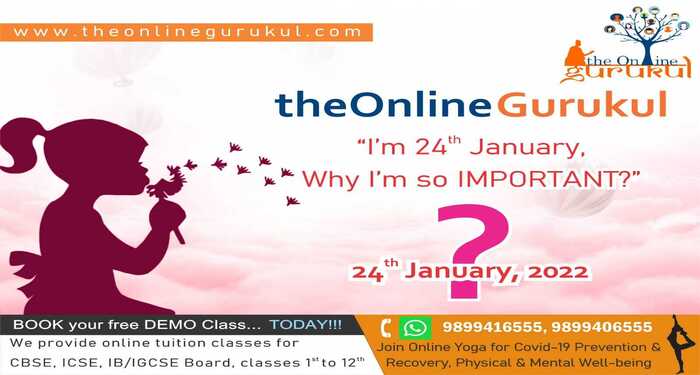 www.theonlinegurukul.com
the Online
gurukul
theOnlineGurukul
“I’m 24th January,
Why I’m so IMPORTANT?”
?
24th January, 2022
BOOK your free DEMO Class... TODAY!!!
We provide online tuition classes for
CBSE, ICSE, IB/IGCSE Board, classes 1st to 12th
9899416555, 9899406555
Join Online Yoga for Covid-19 Prevention &
Recovery, Physical & Mental Well-being